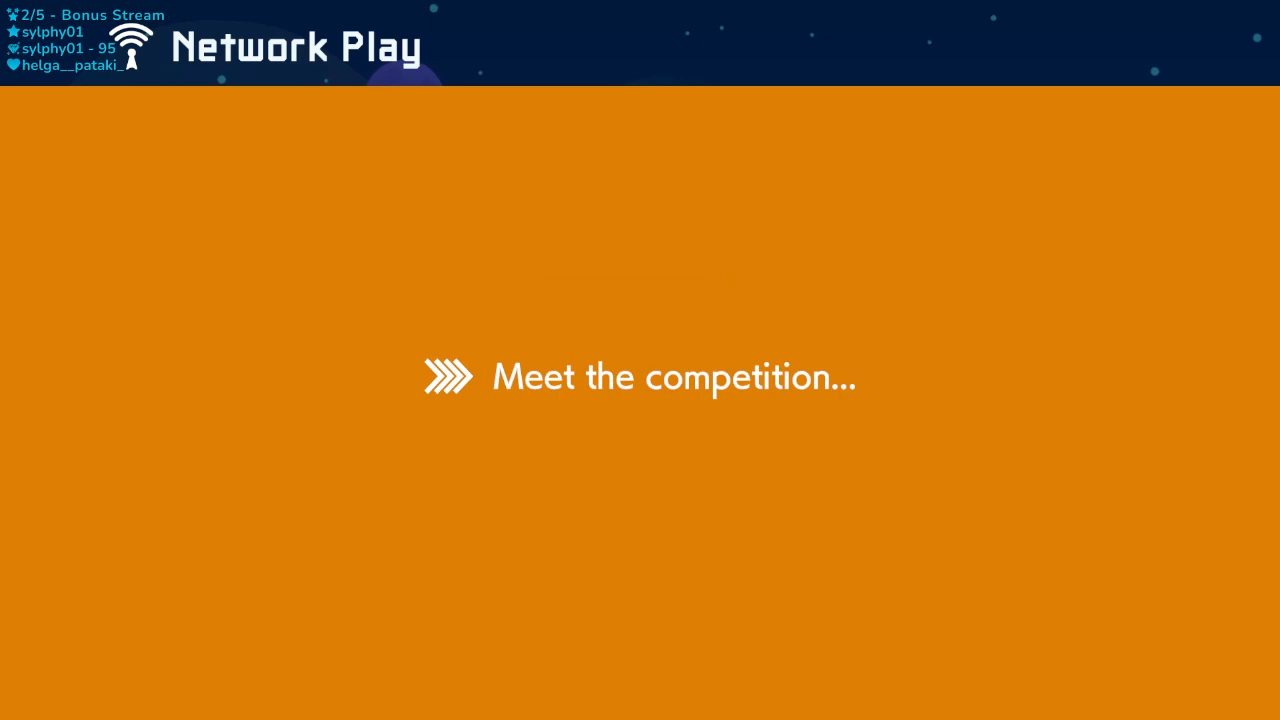 2/5 - Bonus Stream
sylphy01
sylphy01 - 95
helga__pataki_
Network Play
Meet the competition...